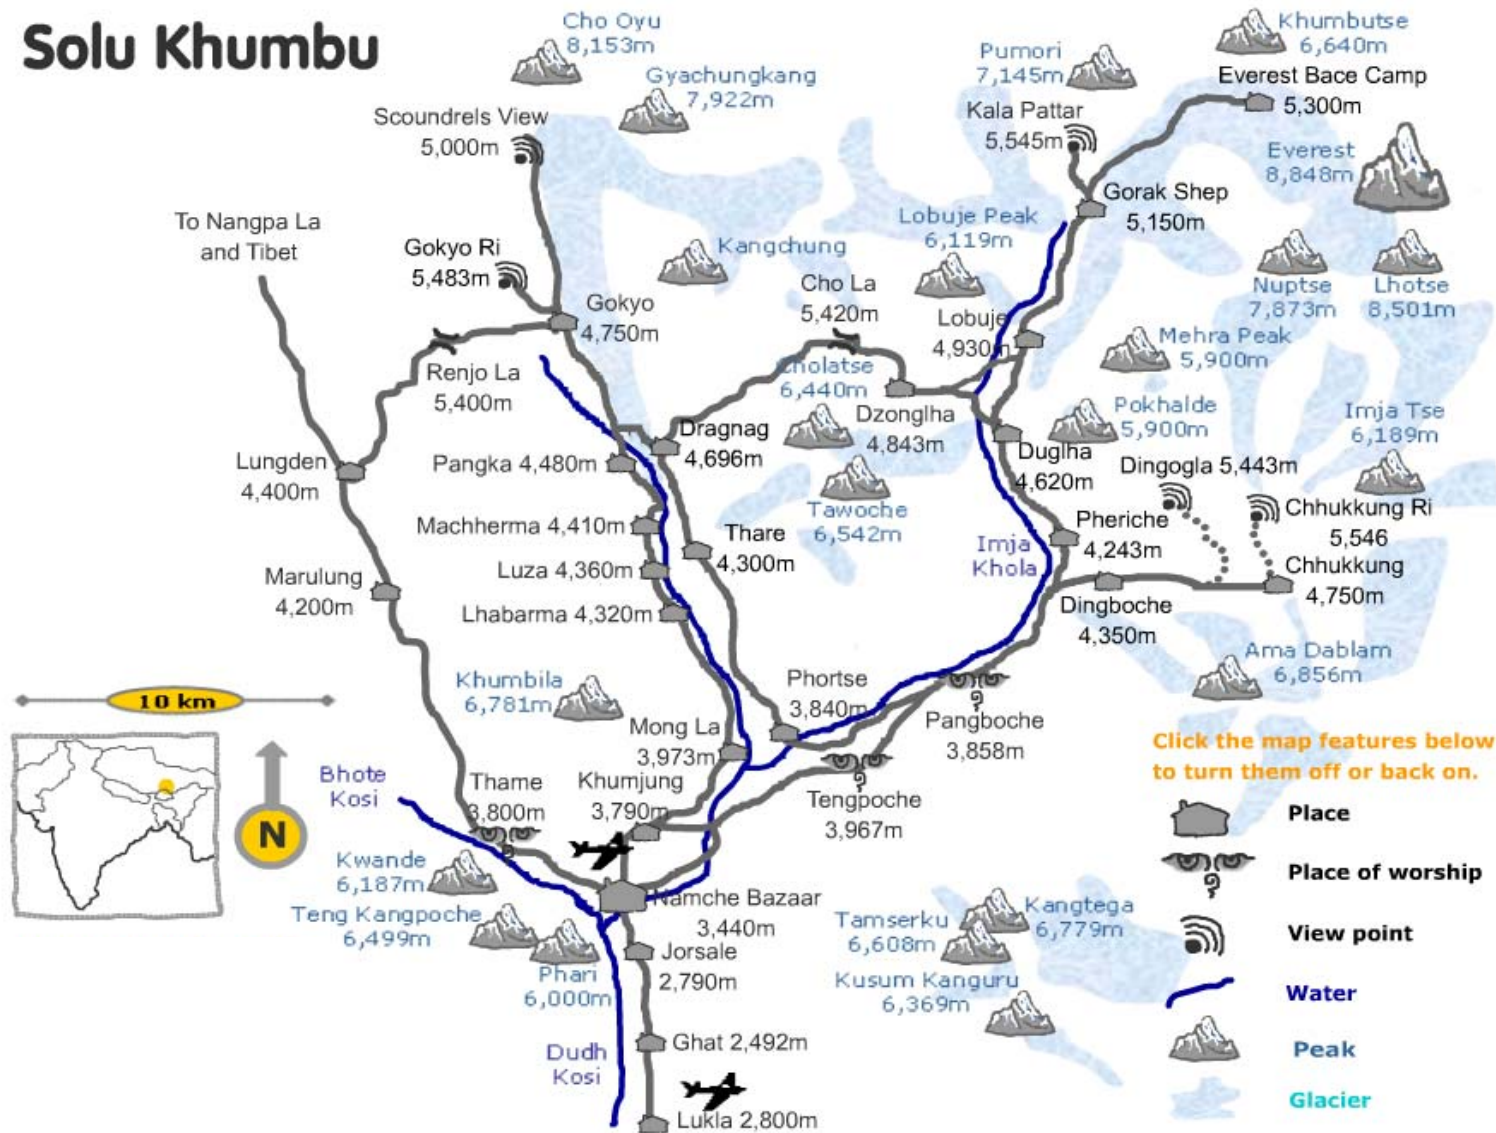 Solu Khumbu
Cho Oyu
8,153m
Gyachungkang
7,922m
Scoundrels View
5,000m
Pumori
7,145m
Khumbutse
6,640m
Everest Bace Camp
5,300m
Kala Pattar
5,545m
Everest
8,848m
Gorak Shep
5,150m
To Nangpa La
and Tibet
Gokyo Ri
5,483m
Kangchung
Lobuje Peak
6,119m
Gokyo
4,750m
Cho La
5,420m
Nuptse
7,873m
Lhotse
8,501m
Lobuje
4,930m
Mehra Peak
5,900m
Renjo La
5,400m
Cholatse
6,440m
Dzonglha
4,843m
Pokhalde
5,900m
Imja Tse
6,189m
Dragnag
4,696m
Lungden
4,400m
Pangka 4,480m
Duglha
4,620m
Dingogla 5,443m
Tawoche
6,542m
Chhukkung Ri
5,546
Machherma 4,410m
Thare
4,300m
Pheriche
4,243m
Imja
Khola
Luza 4,360m
Chhukkung
4,750m
Marulung
4,200m
Lhabarma 4,320m
Dingboche
4,350m
Ama Dablam
6,856m
Khumbila
6,781m
Phortse
3,840m
10 km
Mong La
3,973m
Pangboche
3,858m
Click the map features below
to turn them off or back on.
Bhote
Kosi
Thame
3,800m
Khumjung
3,790m
Tengpoche
3,967m
Place
N
Kwande
6,187m
Place of worship
Namche Bazaar
3,440m
Teng Kangpoche
6,499m
Tamserku
6,608m
Kangtega
6,779m
View point
Jorsale
2,790m
Phari
6,000m
Kusum Kanguru
6,369m
Water
Ghat 2,492m
Peak
Dudh
Kosi
Glacier
Lukla 2,800m